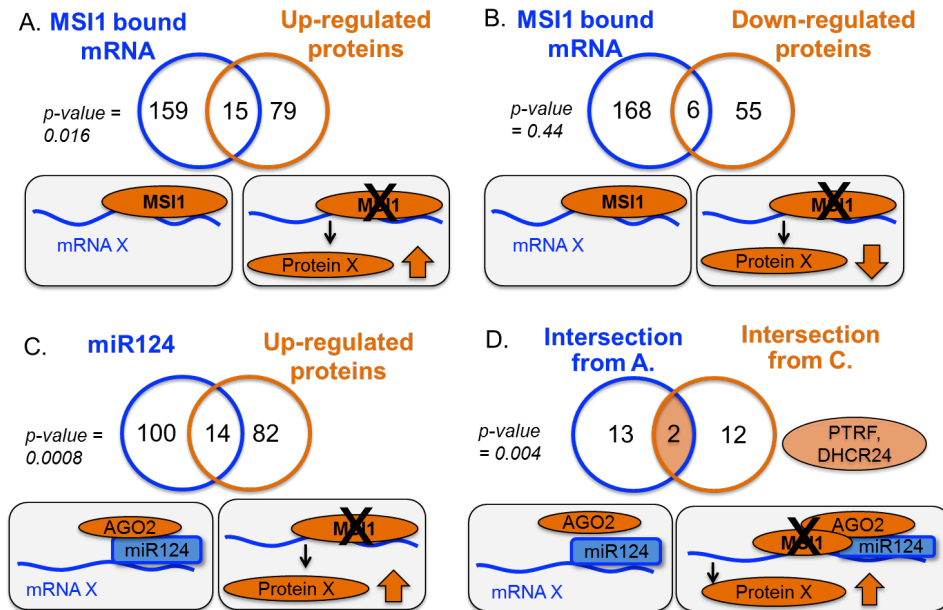 A.
MSI1 bound
mRNA
Up-regulated
proteins
p-value =
0.016
159
15
79
MSI1
mRNA X
MSI1
X
Protein X
B.
MSI1 bound
mRNA
Down-regulated
proteins
p-value
= 0.44
168
6
55
MSI1
mRNA X
MSI1
X
Protein X
C.
miR124
Up-regulated
proteins
p-value =
0.0008
100
14
82
AGO2
miR124
mRNA X
MSI1
X
Protein X
D.
Intersection
from A.
Intersection
from C.
p-value
= 0.004
13
2
12
PTRF,
DHCR24
AGO2
miR124
mRNA X
AGO2
MSI1
X
miR124
Protein X